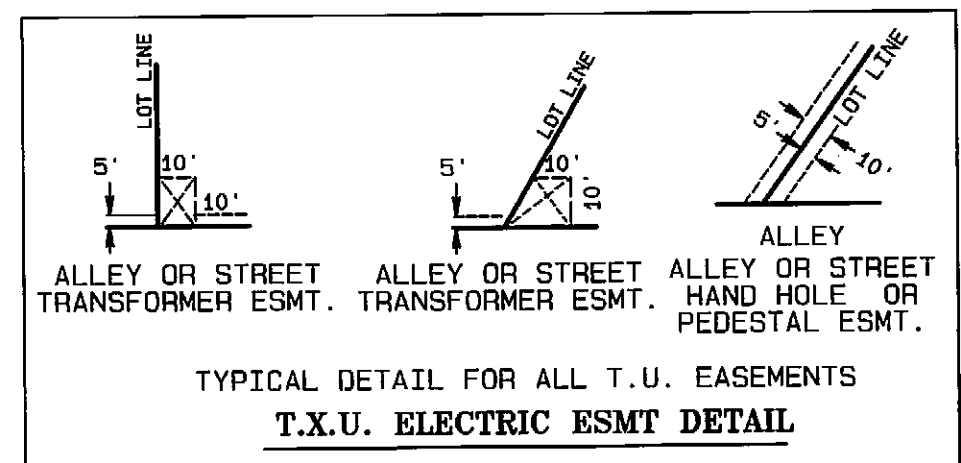 LOT LINE
5'
10'
10'
ALLEY OR STREET
TRANSFORMER ESMT.
LOT LINE
5'
10'
10'
ALLEY OR STREET
TRANSFORMER ESMT.
LOT LINE
5'
10'
ALLEY
ALLEY OR STREET
HAND HOLE OR
PEDESTAL ESMT.
TYPICAL DETAIL FOR ALL T.U. EASEMENTS
T.X.U. ELECTRIC ESMT DETAIL